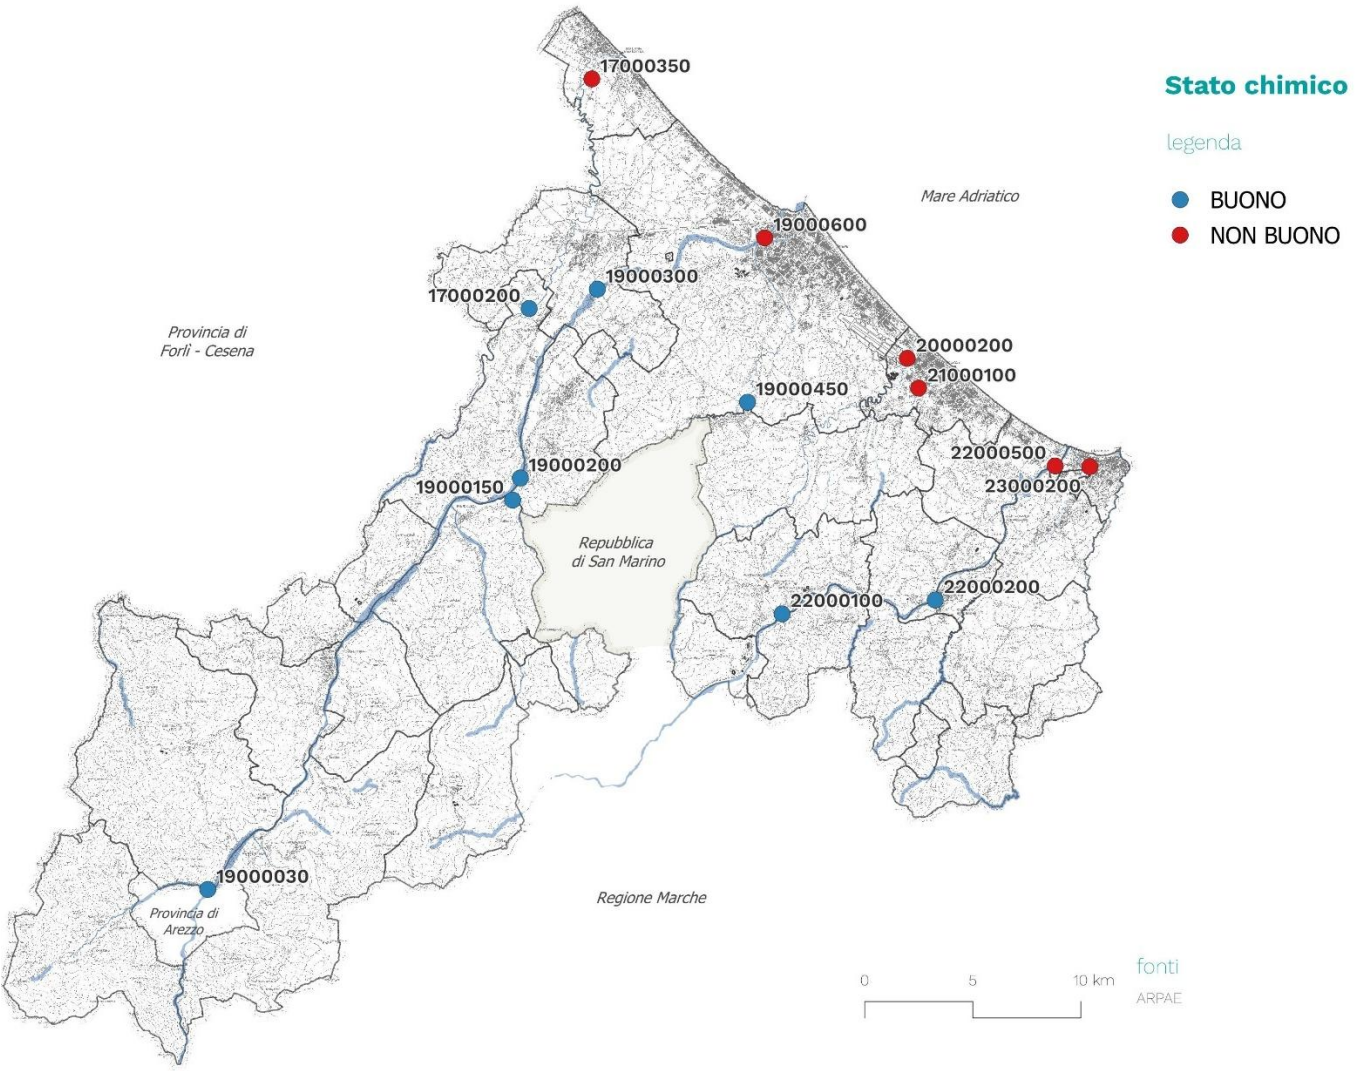 17000350
Stato chimico
legenda
Mare Adriatico
BUONO
19000600
NON BUONO
19000300
17000200
Provincia di
Forlì - Cesena
20000200
21000100
19000450
22000500
19000200
19000150
23000200
Repubblica
di San Marino
22000200
22000100
19000030
Regione Marche
Provincia di
Arezzo
fonti
0 5 10 km
ARPAE